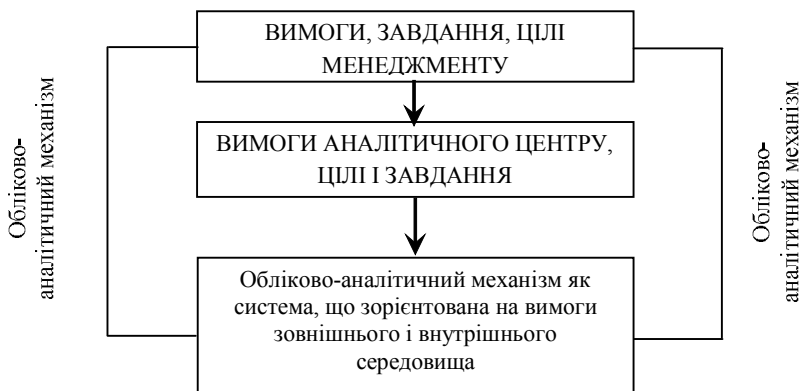 ВИМОГИ, ЗАВДАННЯ, ЦІЛІ
МЕНЕДЖМЕНТУ
ВИМОГИ АНАЛІТИЧНОГО ЦЕНТРУ,
ЦІЛІ І ЗАВДАННЯ
Обліково-аналітичний механізм як
система, що зорієнтована на вимоги
зовнішнього і внутрішнього
середовища
Обліково-
аналітичний механізм
Обліково-
аналітичний механізм